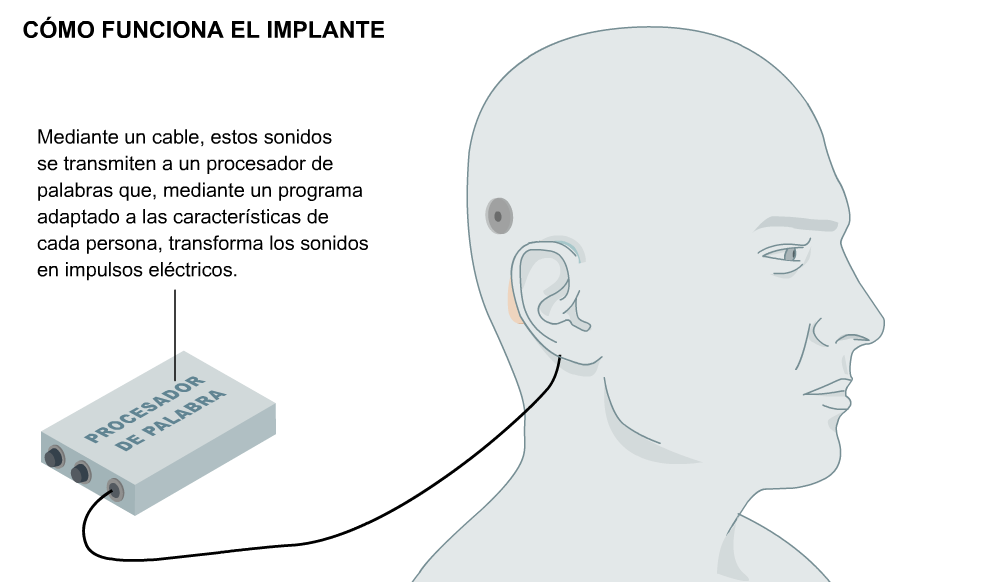 CÓMO FUNCIONA EL IMPLANTE
Mediante un cable, estos sonidos
se transmiten a un procesador de
palabras que, mediante un programa
adaptado a las características de
cada persona, transforma los sonidos
en impulsos eléctricos.
PROCESADOR
DE PALABRA